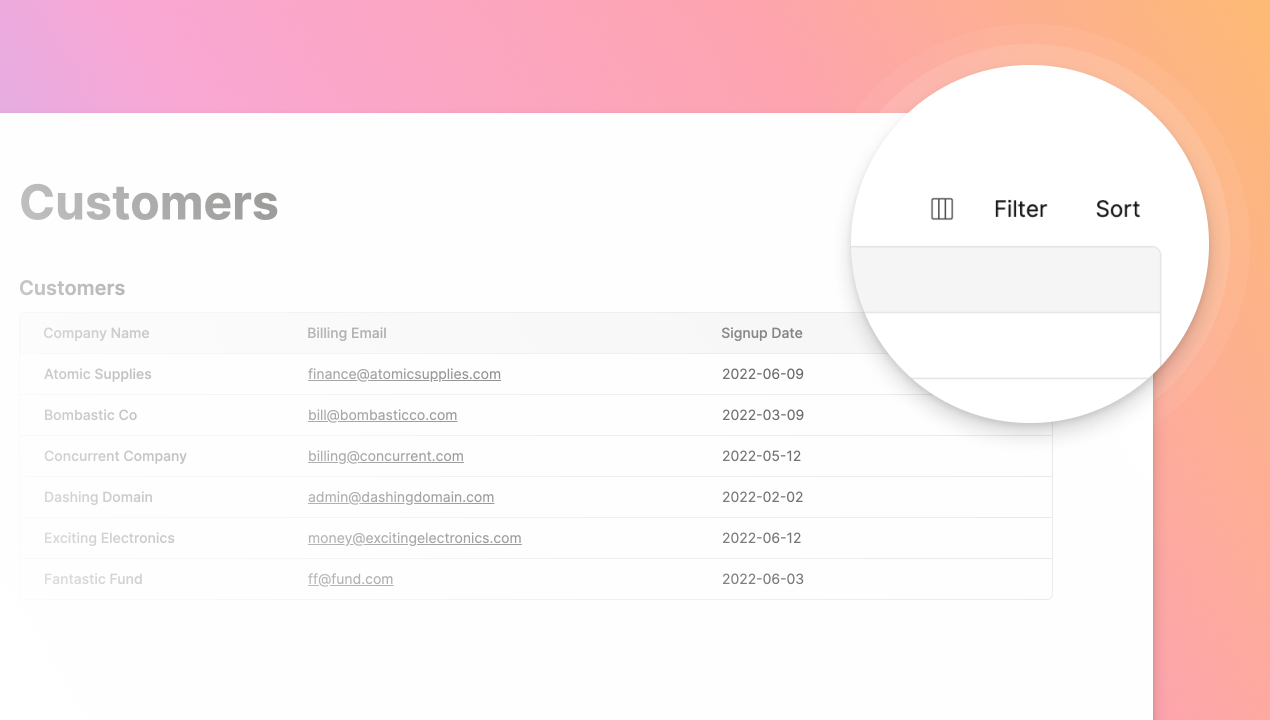 Customers
Filter Sort
Customers
Company Name Billing Email Signup Date
Atomic Supplies finance@atomicsupplies.com 2022-06-09
Bombastic Co bill@bombasticco.com 2022-03-09
Concurrent Company billing@concurrent.com 2022-05-12
Dashing Domain admin@dashingdomain.com 2022-02-02
Exciting Electronics money@excitingelectronics.com 2022-06-12
Fantastic Fund ff@fund.com 2022-06-03